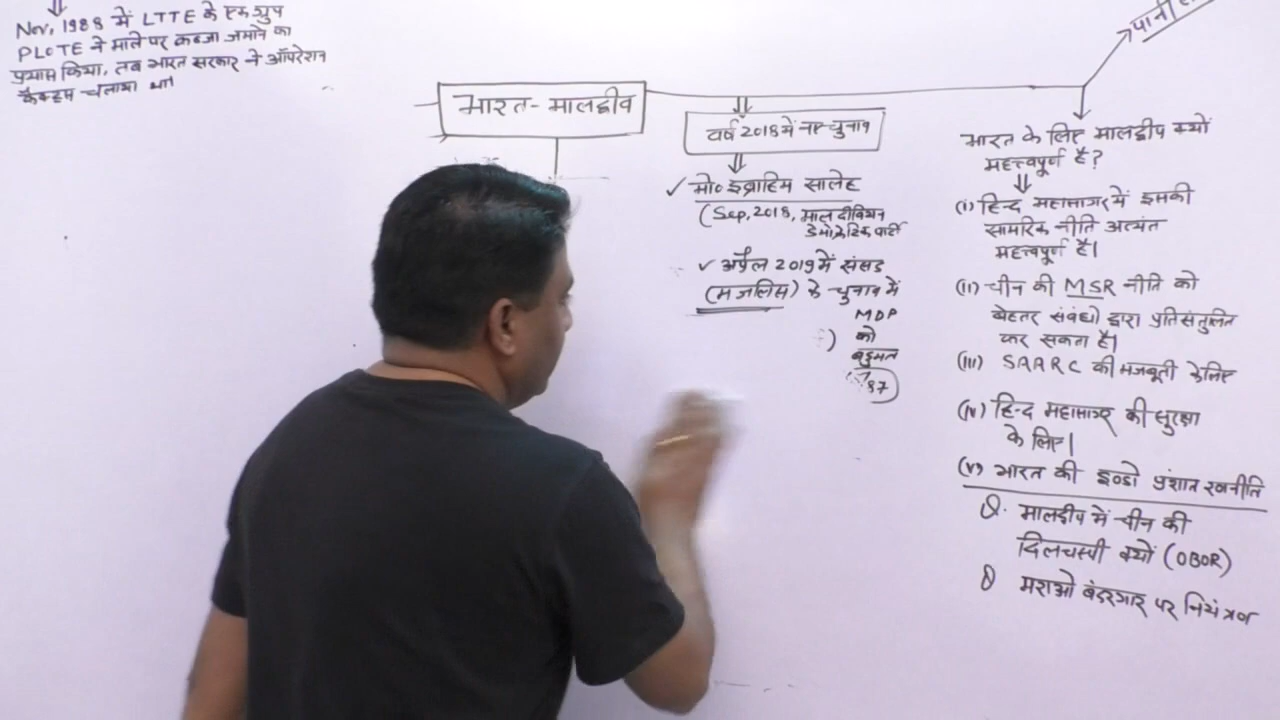 Nov, 1988 में LTTE के एक ग्रुप
PLOTE ने माले पर कब्जा जमाने का
प्रयास किया, तब भारत सरकार ने ऑपरेशन
कैक्टस चलाया था
भारत-मालद्वीव
वर्ष 2018 में नए चुनाव
✓ मो० इब्राहिम सालेह
(Sep, 2018, मालदीवियन
डेमोक्रेटिक पार्टी
✓ अप्रैल 2019 में संसद
(मजलिस) के चुनाव में
MDP
को
बहुमत
87
भारत के लिए मालद्वीप क्यों
महत्त्वपूर्ण है?
(i) हिन्द महासागर में इसकी
सामरिक नीति अत्यंत
महत्त्वपूर्ण है।
(ii) चीन की MSR नीति को
बेहतर संबंधो द्वारा प्रतिसंतुलित
कर सकता है।
(iii) SAARC की मजबूती के लिए
(iv) हिन्द महासागर की सुरक्षा
के लिए।
(v) भारत की इण्डो प्रशांत रणनीति
Q. मालद्वीप में चीन की
दिलचस्पी क्यों (OBOR)
मराओ बंदरगाह पर नियंत्रण